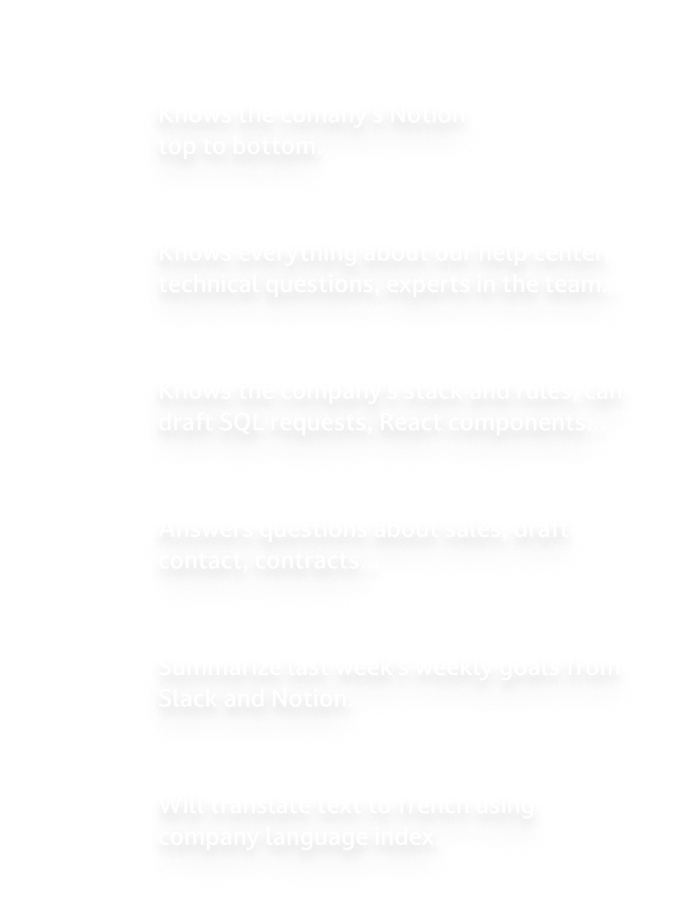 Knows the comany's Notion
top to bottom.
Knows everything about our help center,
technical questions, experts in the team...
Knows the company's stack and rules, can
draft SQL requests, React components...
Answers questions about sales, draft
contact, contracts...
Summarize last week's weekly goals from
Slack and Notion.
Will translate text to french using
company language index.